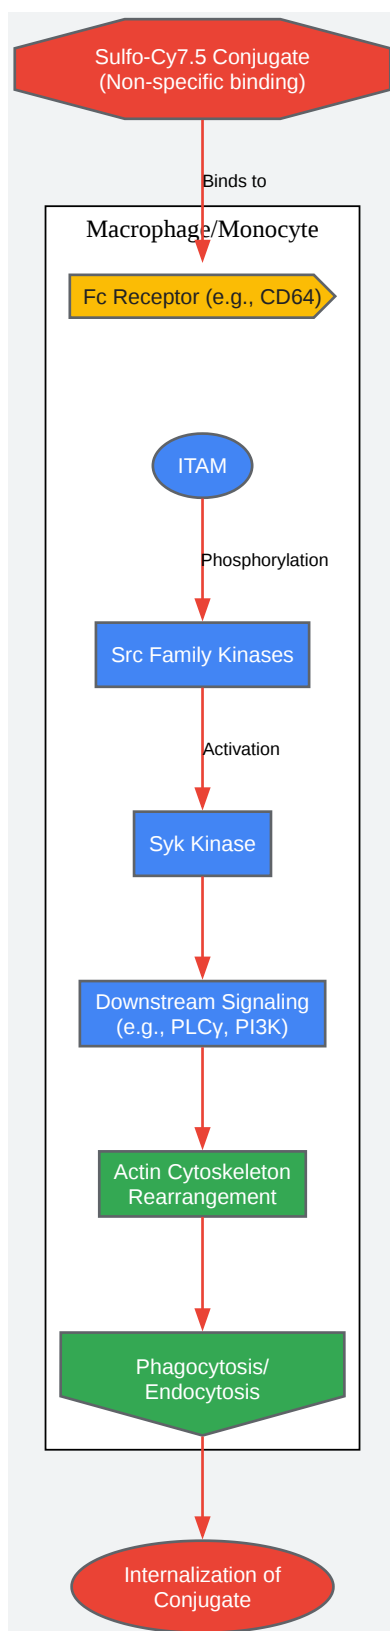 Sulfo-Cy7.5 Conjugate
(Non-specific binding)
Binds to
Macrophage/Monocyte
Fc Receptor (e.g., CD64)
ITAM
Phosphorylation
Src Family Kinases
Activation
Syk Kinase
Downstream Signaling
(e.g., PLCγ, PI3K)
Actin Cytoskeleton
Rearrangement
Phagocytosis/
Endocytosis
Internalization of
Conjugate